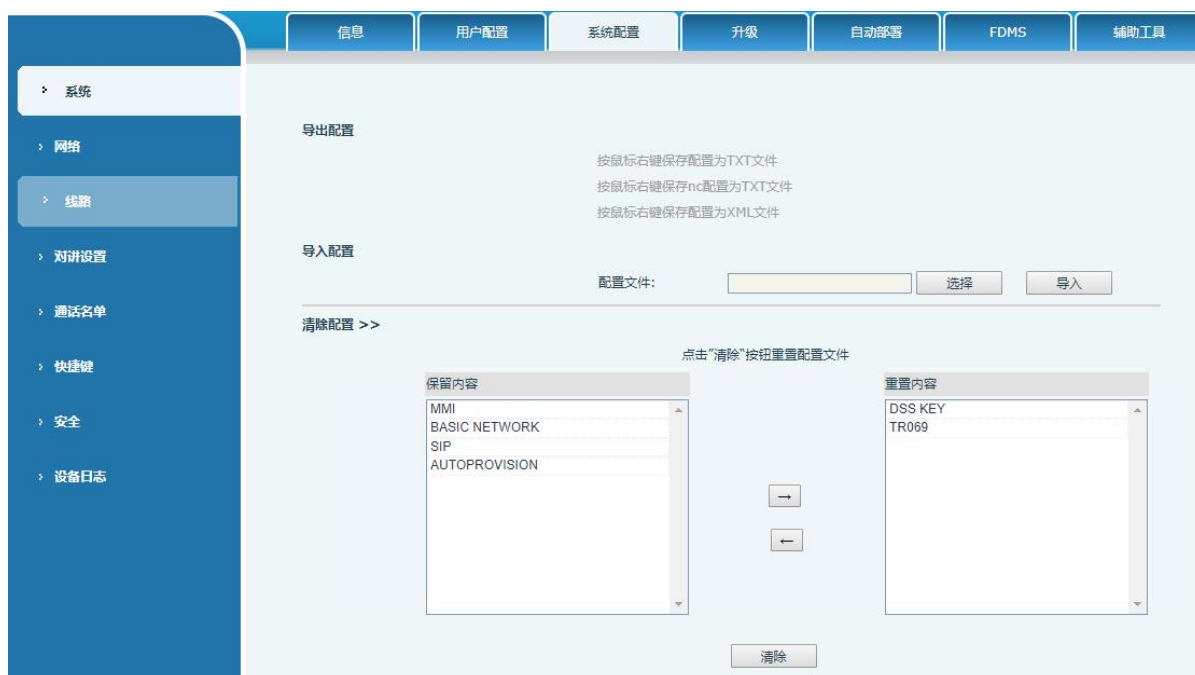 信息 用户配置 系统配置 升级 自动部署 FDMS 辅助工具
› 系统
› 网络
› 线路
› 对讲设置
› 通话名单
› 快捷键
› 安全
› 设备日志
导出配置
按鼠标右键保存配置为TXT文件
按鼠标右键保存nc配置为TXT文件
按鼠标右键保存配置为XML文件
导入配置
配置文件: 选择 导入
清除配置 >>
点击"清除"按钮重置配置文件
保留内容
MMI
BASIC NETWORK
SIP
AUTOPROVISION
→
←
重置内容
DSS KEY
TR069
清除